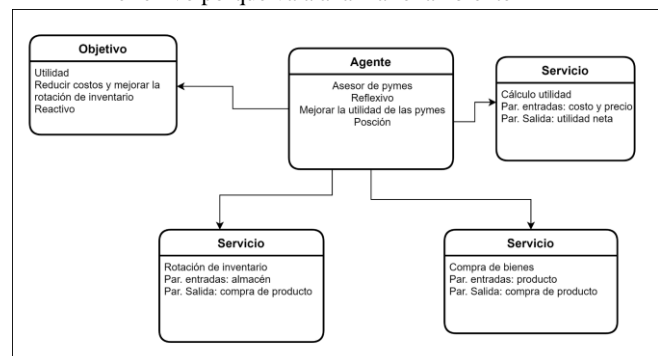 Objetivo
Utilidad
Reducir costos y mejorar la
rotación de inventario
Reactivo
Agente
Asesor de pymes
Reflexivo
Mejorar la utilidad de las pymes
Posción
Servicio
Cálculo utilidad
Par. entradas: costo y precio
Par. Salida: utilidad neta
Servicio
Rotación de inventario
Par. entradas: almacén
Par. Salida: compra de producto
Servicio
Compra de bienes
Par. entradas: producto
Par. Salida: compra de producto